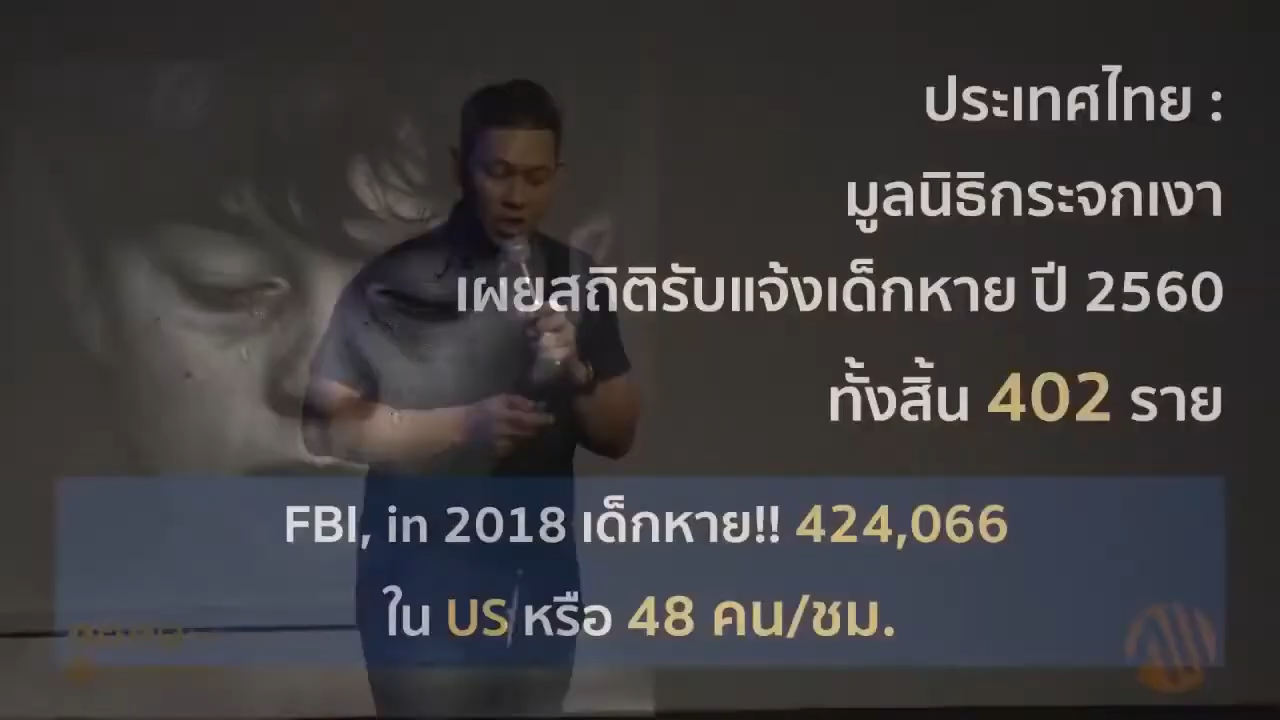 ประเทศไทย :
มูลนิธิกระจกเงา
เผยสถิติรับแจ้งเด็กหาย ปี 2560
ทั้งสิ้น 402 ราย
FBI, in 2018 เด็กหาย!! 424,066
ใน US หรือ 48 คน/ชม.